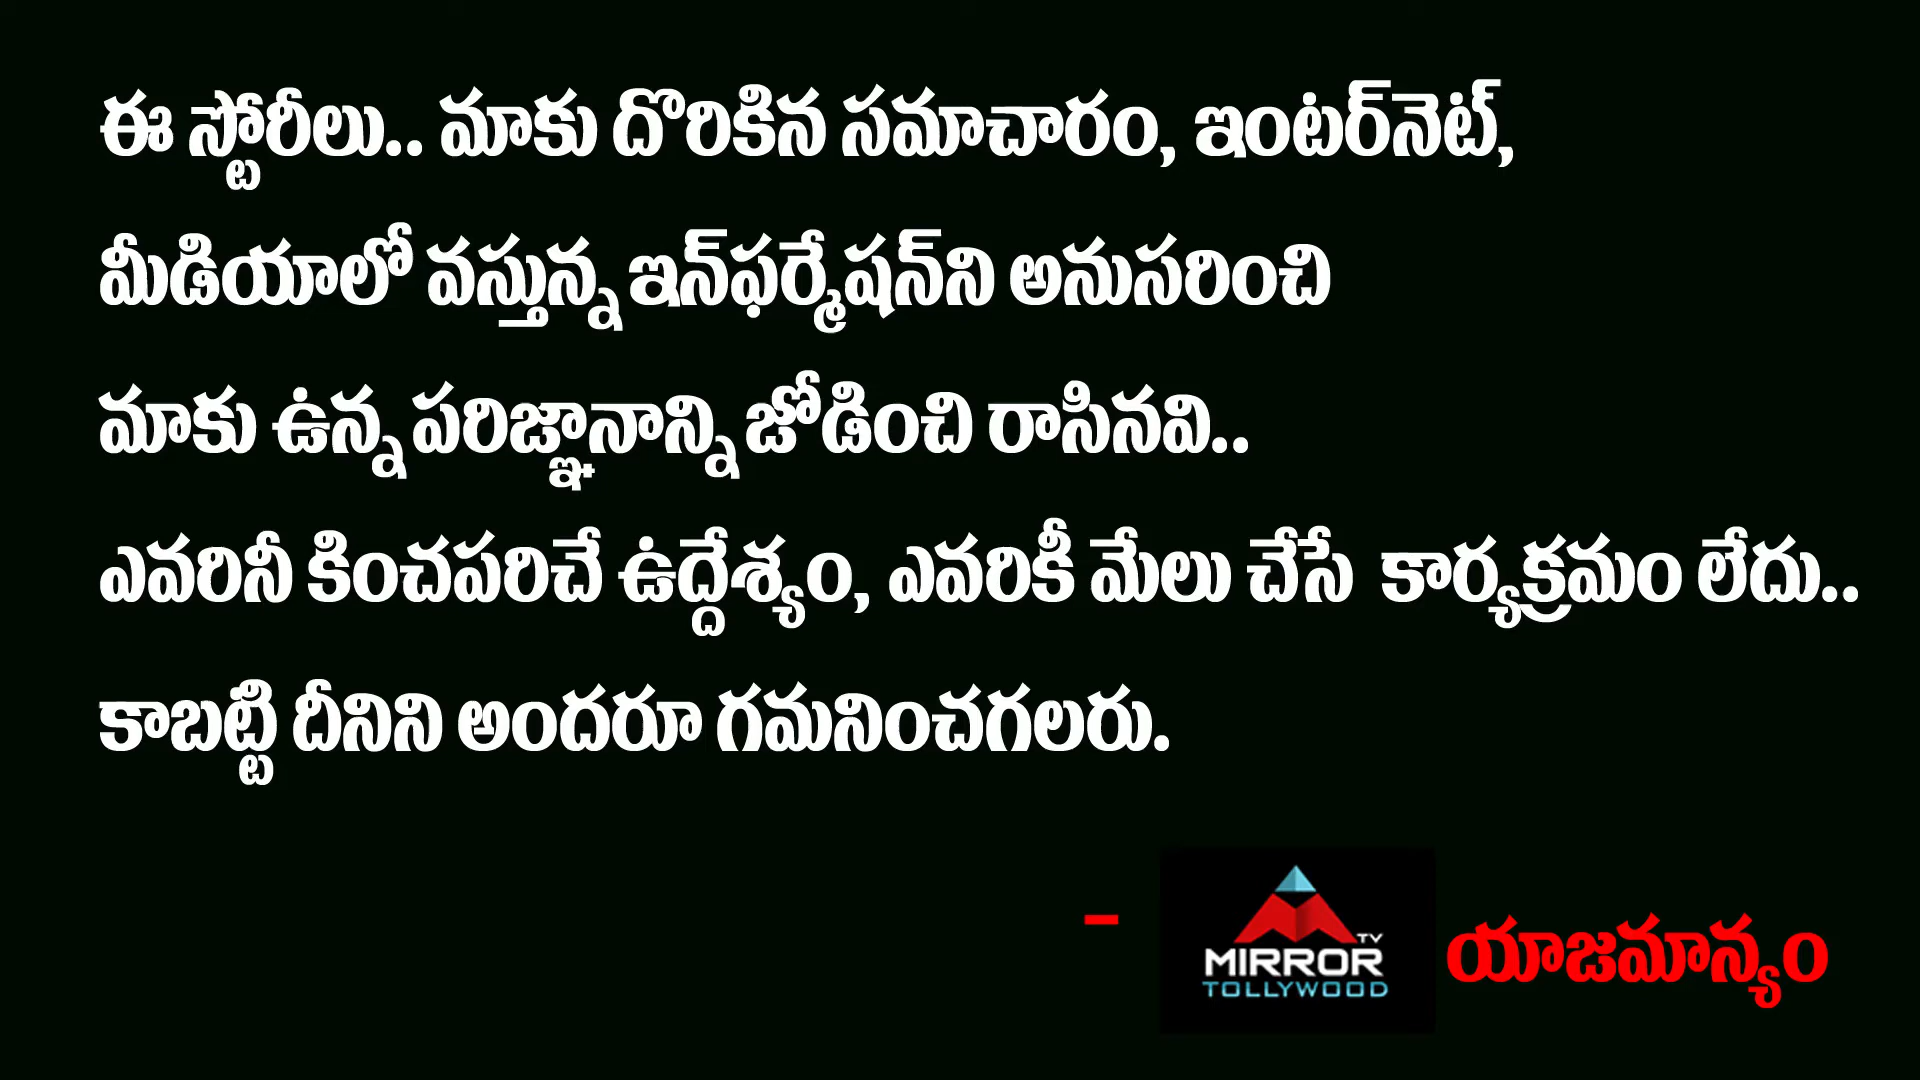 ఈ స్టోరీలు.. మాకు దొరికిన సమాచారం, ఇంటర్‌నెట్,
మీడియాలో వస్తున్న ఇన్‌ఫర్మేషన్‌ని అనుసరించి
మాకు ఉన్న పరిజ్ఞానాన్ని జోడించి రాసినవి..
ఎవరినీ కించపరిచే ఉద్దేశ్యం, ఎవరికీ మేలు చేసే కార్యక్రమం లేదు..
కాబట్టి దీనిని అందరూ గమనించగలరు.
- MIRROR TV TOLLYWOOD యాజమాన్యం